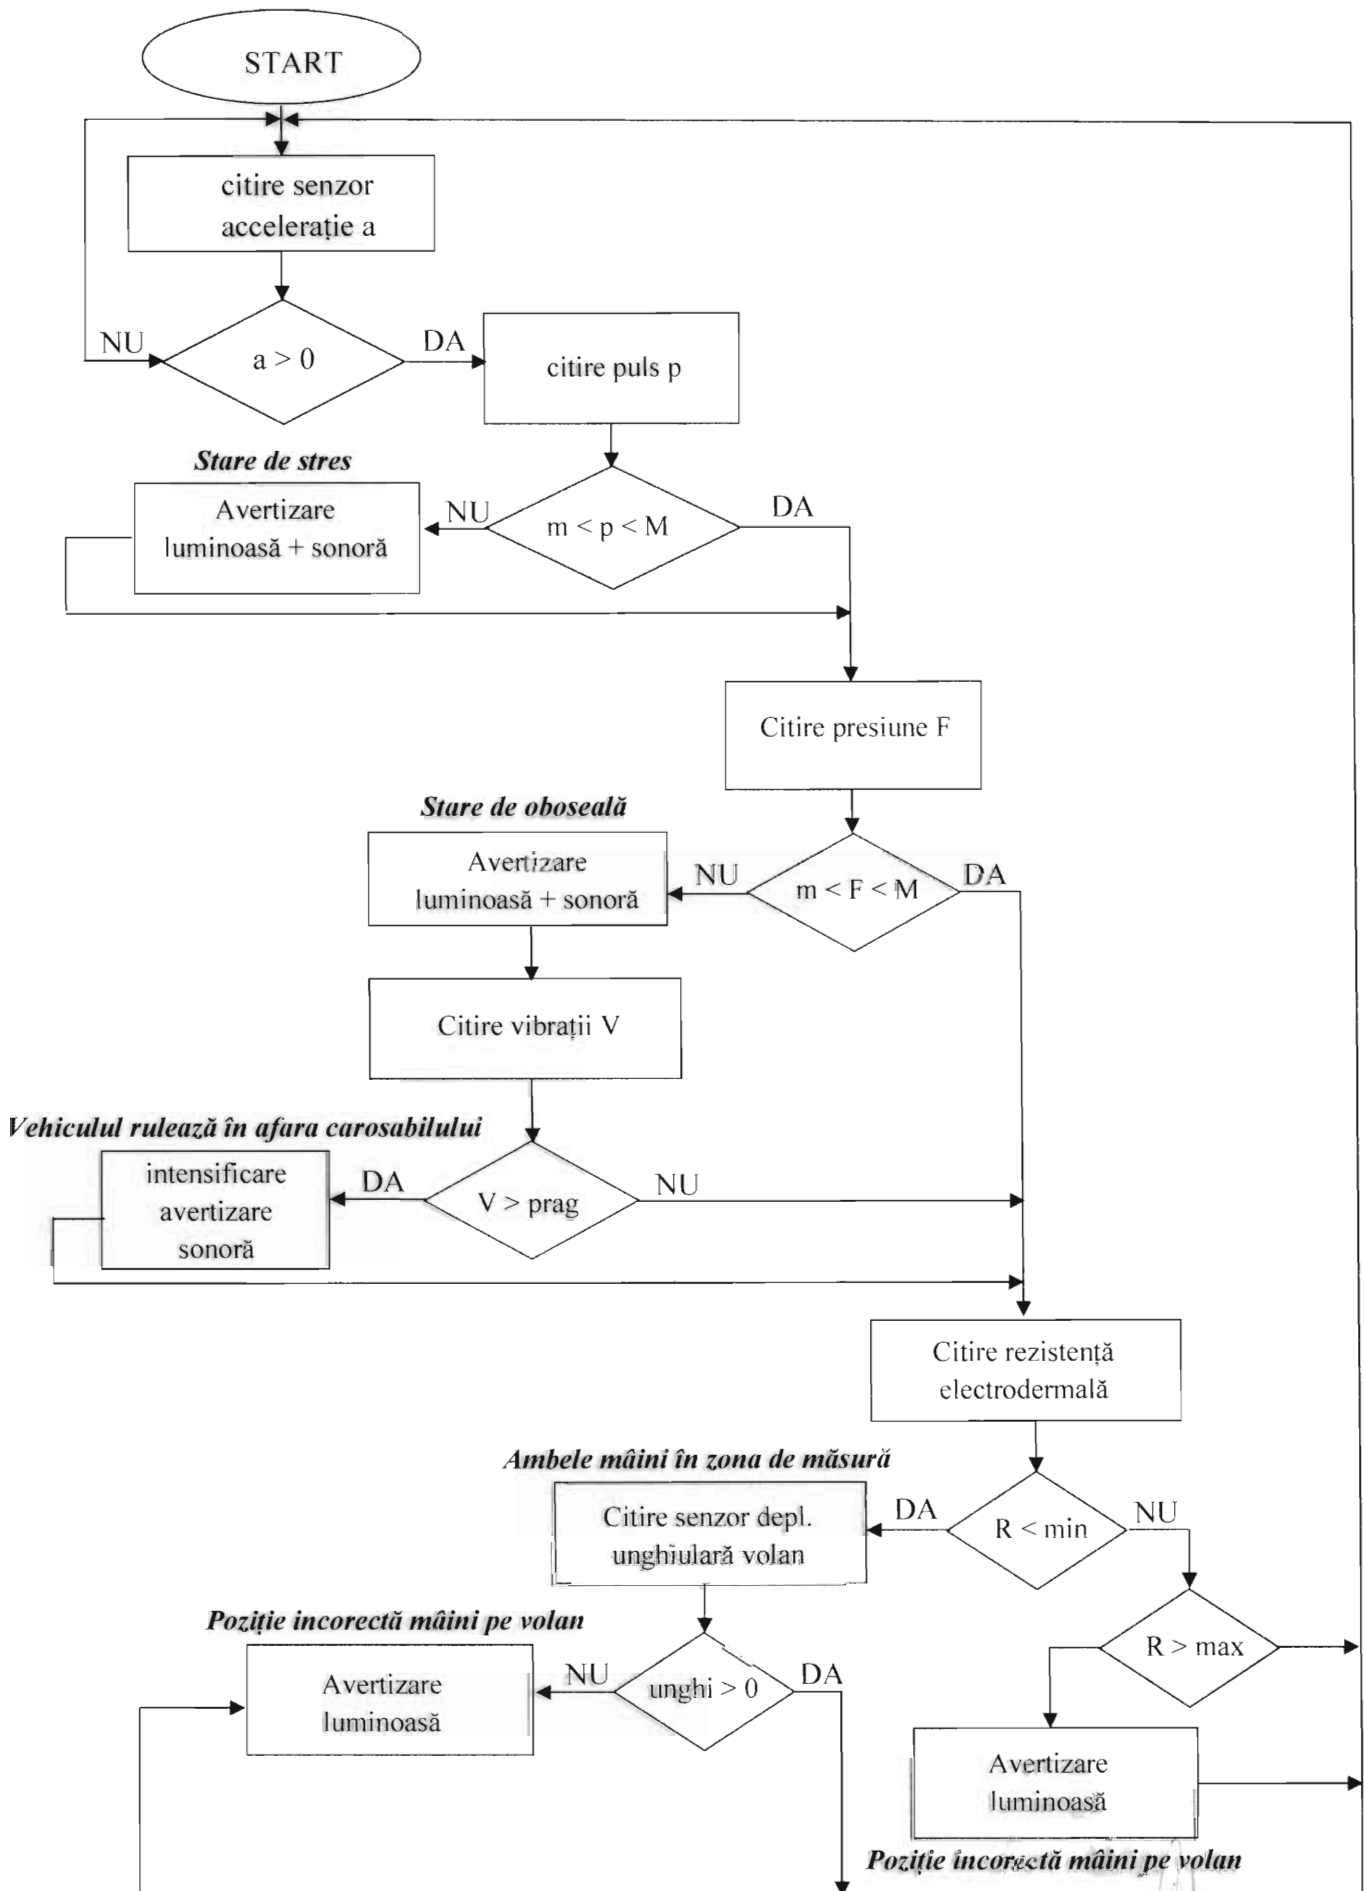 START
citire senzor
accelerație a
NU
a > 0
DA
citire puls p
Stare de stres
Avertizare
luminoasă + sonoră
NU
m < p < M
DA
Citire presiune F
Stare de oboseală
Avertizare
luminoasă + sonoră
NU
m < F < M
DA
Citire vibrații V
Vehiculul rulează în afara carosabilului
intensificare
avertizare
sonoră
DA
V > prag
NU
Citire rezistență
electrodermală
Ambele mâini în zona de măsură
Citire senzor depl.
unghiulară volan
DA
R < min
NU
Poziție incorectă mâini pe volan
Avertizare
luminoasă
NU
unghi > 0
DA
R > max
Avertizare
luminoasă
Poziție incorectă mâini pe volan